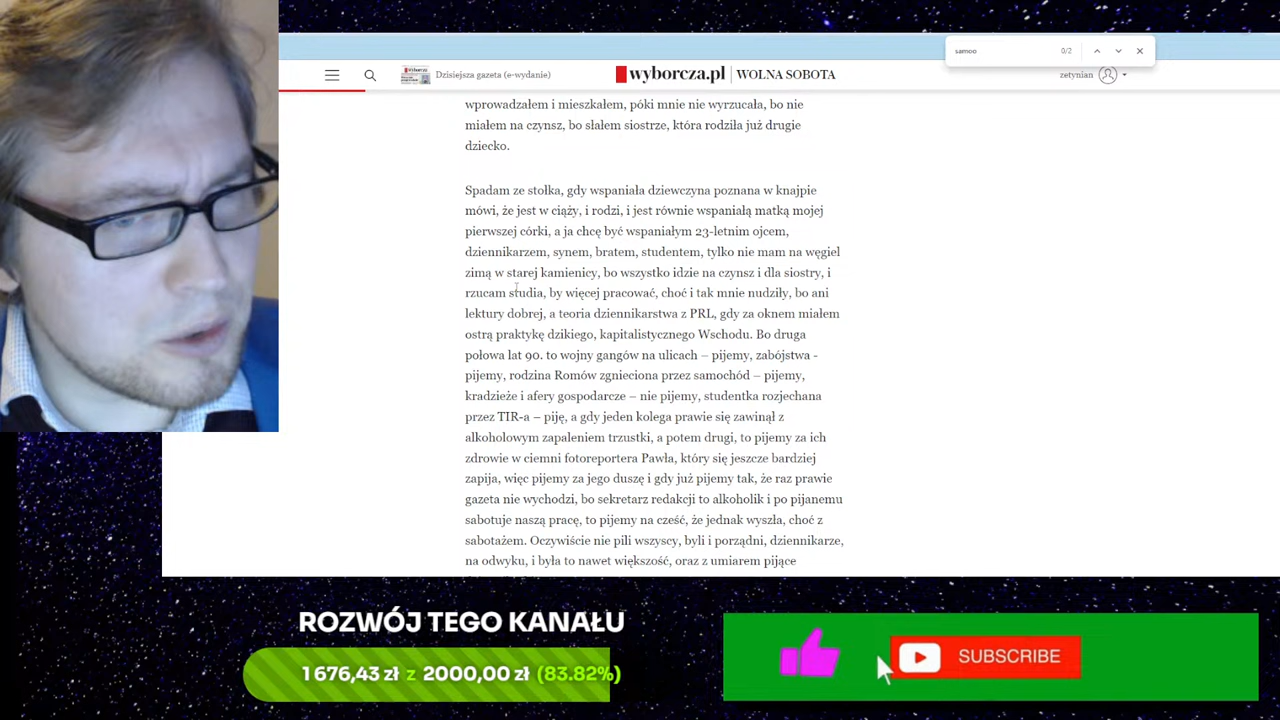 samoo 0/2
Dzisiejsza gazeta (e-wydanie) wyborcza.pl | WOLNA SOBOTA zetynian
wprowadzałem i mieszkałem, póki mnie nie wyrzucała, bo nie
miałem na czynsz, bo słałem siostrze, która rodziła już drugie
dziecko.
Spadam ze stołka, gdy wspaniała dziewczyna poznana w knajpie
mówi, że jest w ciąży, i rodzi, i jest równie wspaniałą matką mojej
pierwszej córki, a ja chcę być wspaniałym 23-letnim ojcem,
dziennikarzem, synem, bratem, studentem, tylko nie mam na węgiel
zimą w starej kamienicy, bo wszystko idzie na czynsz i dla siostry, i
rzucam studia, by więcej pracować, choć i tak mnie nudziły, bo ani
lektury dobrej, a teoria dziennikarstwa z PRL, gdy za oknem miałem
ostrą praktykę dzikiego, kapitalistycznego Wschodu. Bo druga
połowa lat 90. to wojny gangów na ulicach – pijemy, zabójstwa -
pijemy, rodzina Romów zgnieciona przez samochód – pijemy,
kradzieże i afery gospodarcze – nie pijemy, studentka rozjechana
przez TIR-a – piję, a gdy jeden kolega prawie się zawinął z
alkoholowym zapaleniem trzustki, a potem drugi, to pijemy za ich
zdrowie w ciemni fotoreportera Pawła, który się jeszcze bardziej
zapija, więc pijemy za jego duszę i gdy już pijemy tak, że raz prawie
gazeta nie wychodzi, bo sekretarz redakcji to alkoholik i po pijanemu
sabotuje naszą pracę, to pijemy na cześć, że jednak wyszła, choć z
sabotażem. Oczywiście nie pili wszyscy, byli i porządni, dziennikarze,
na odwyku, i była to nawet większość, oraz z umiarem pijące
ROZWÓJ TEGO KANAŁU
1 676,43 zł z 2000,00 zł (83.82%)
SUBSCRIBE